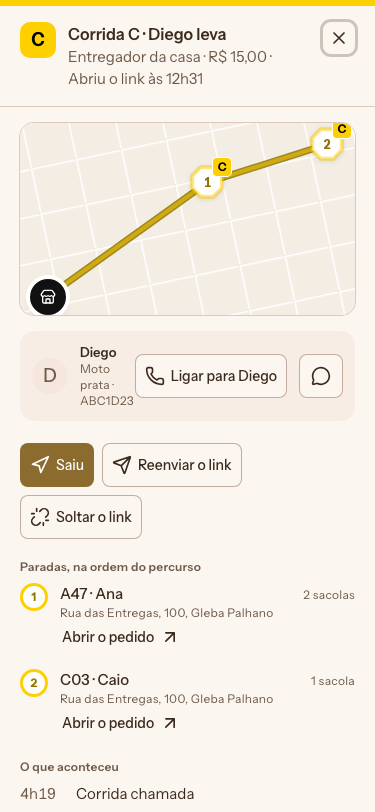 C
Corrida C · Diego leva
Entregador da casa · R$ 15,00 ·
Abriu o link às 12h31
C
2
C
1
D
Diego
Moto
prata ·
ABC1D23
Ligar para Diego
Saiu
Reenviar o link
Soltar o link
Paradas, na ordem do percurso
1
A47 · Ana
2 sacolas
Rua das Entregas, 100, Gleba Palhano
Abrir o pedido
2
C03 · Caio
1 sacola
Rua das Entregas, 100, Gleba Palhano
Abrir o pedido
O que aconteceu
4h19 Corrida chamada